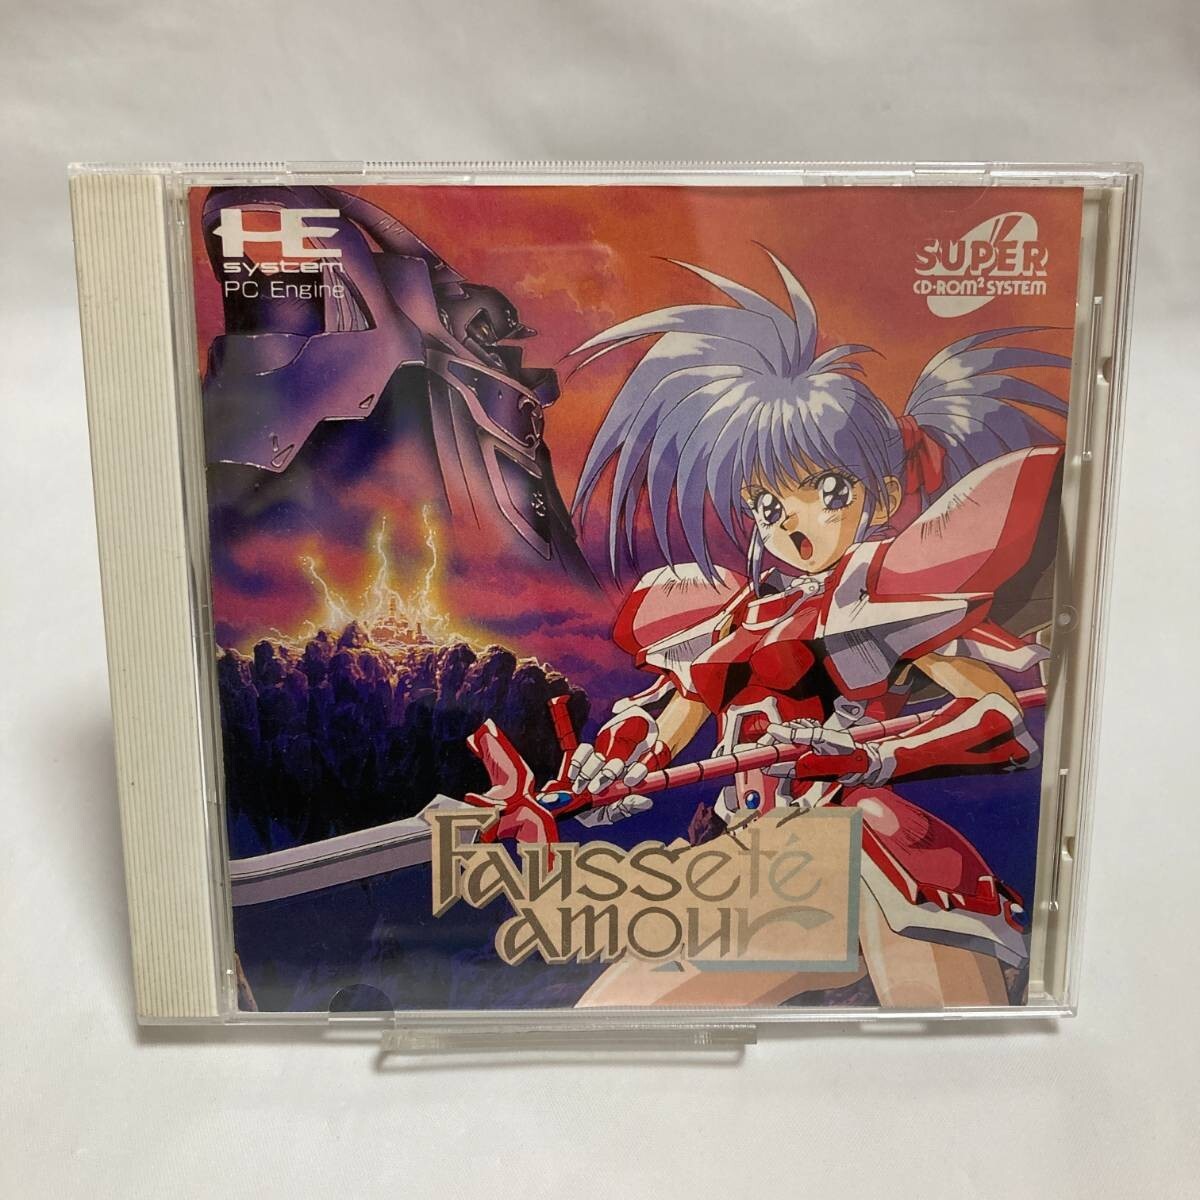 HE
system
PC Engine
SUPER
CD-ROM² SYSTEM
Fausseté
amour